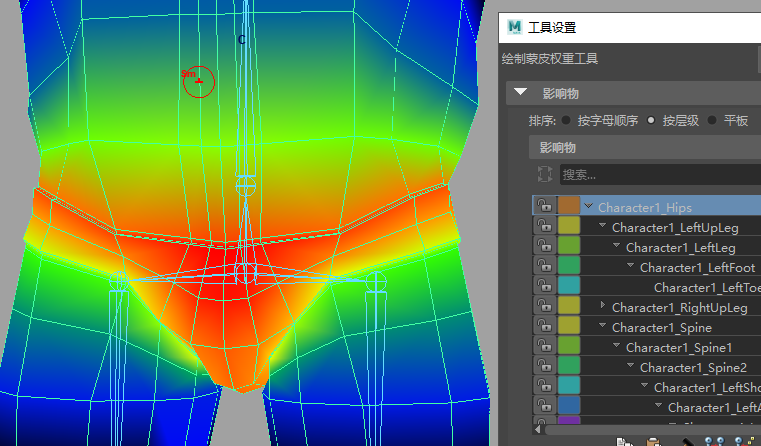 工具设置
绘制蒙皮权重工具
影响物
排序: 按字母顺序 按层级 平板
影响物
搜索...
Character1_Hips
Character1_LeftUpLeg
Character1_LeftLeg
Character1_LeftFoot
Character1_LeftToe
Character1_RightUpLeg
Character1_Spine
Character1_Spine1
Character1_Spine2
Character1_LeftSho
Character1_LeftA
Sm
C